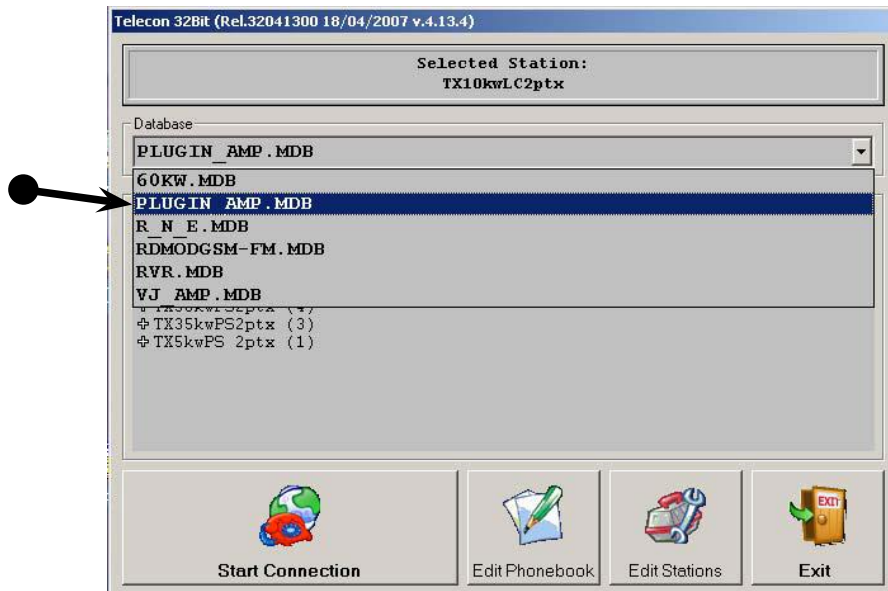 Telecon 32Bit (Rel.32041300 18/04/2007 v.4.13.4)
Selected Station:
TX10kwLC2ptx
Database
PLUGIN_AMP.MDB
60KW.MDB
PLUGIN_AMP.MDB
R_N_E.MDB
RDMODGSM-FM.MDB
RVR.MDB
VJ_AMP.MDB
TX35kwPS2ptx (3)
TX5kwPS 2ptx (1)
Start Connection
Edit Phonebook
Edit Stations
EXIT
Exit